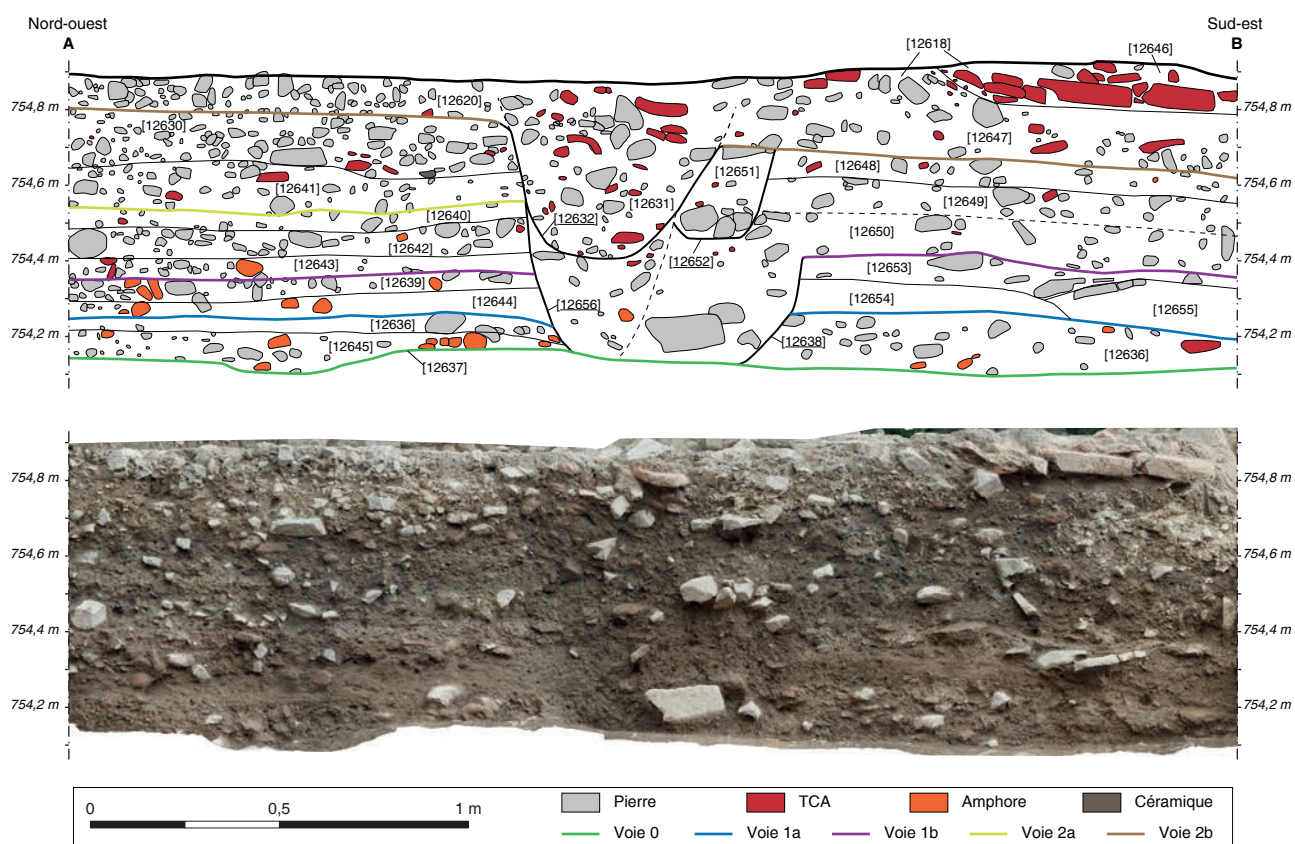 Nord-ouest
Sud-est
A
B
[12618]
[12646]
754,8 m
[12620]
754,8 m
[12630]
[12647]
[12648]
[12651]
754,6 m
[12641]
754,6 m
[12649]
[12631]
[12640]
[12632]
[12650]
[12642]
754,4 m
[12643]
[12652]
[12653]
754,4 m
[12639]
[12644]
[12656]
[12654]
[12655]
754,2 m
[12636]
754,2 m
[12645]
[12638]
[12636]
[12637]
754,8 m
754,8 m
754,6 m
754,6 m
754,4 m
754,4 m
754,2 m
754,2 m
0 0,5 1 m
Pierre TCA Amphore Céramique
Voie 0 Voie 1a Voie 1b Voie 2a Voie 2b